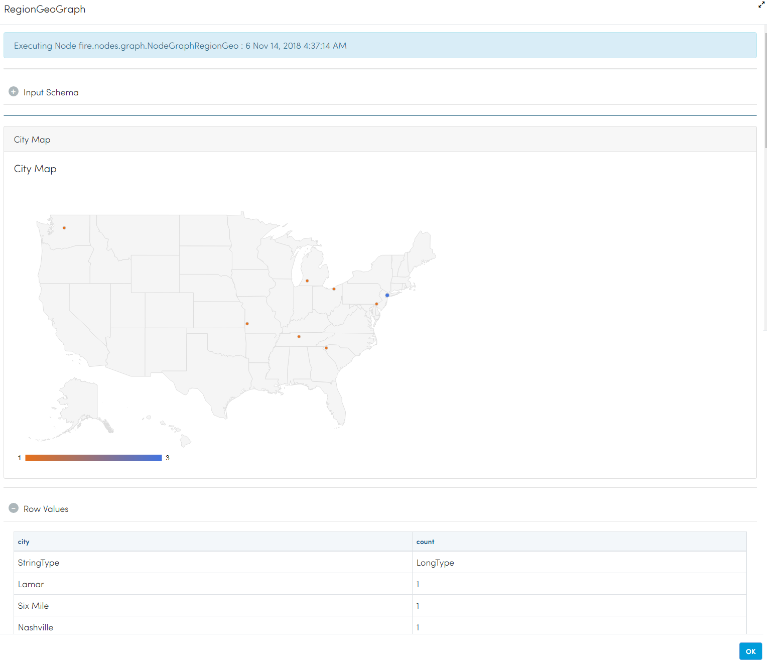 RegionGeoGraph
Executing Node fire.nodes.graph.NodeGraphRegionGeo : 6 Nov 14, 2018 4:37:14 AM
Input Schema
City Map
City Map
1 3
Row Values
city count
StringType LongType
Lamar 1
Six Mile 1
Nashville 1
OK